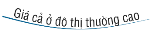 Giá cả ở đô thị thường cao